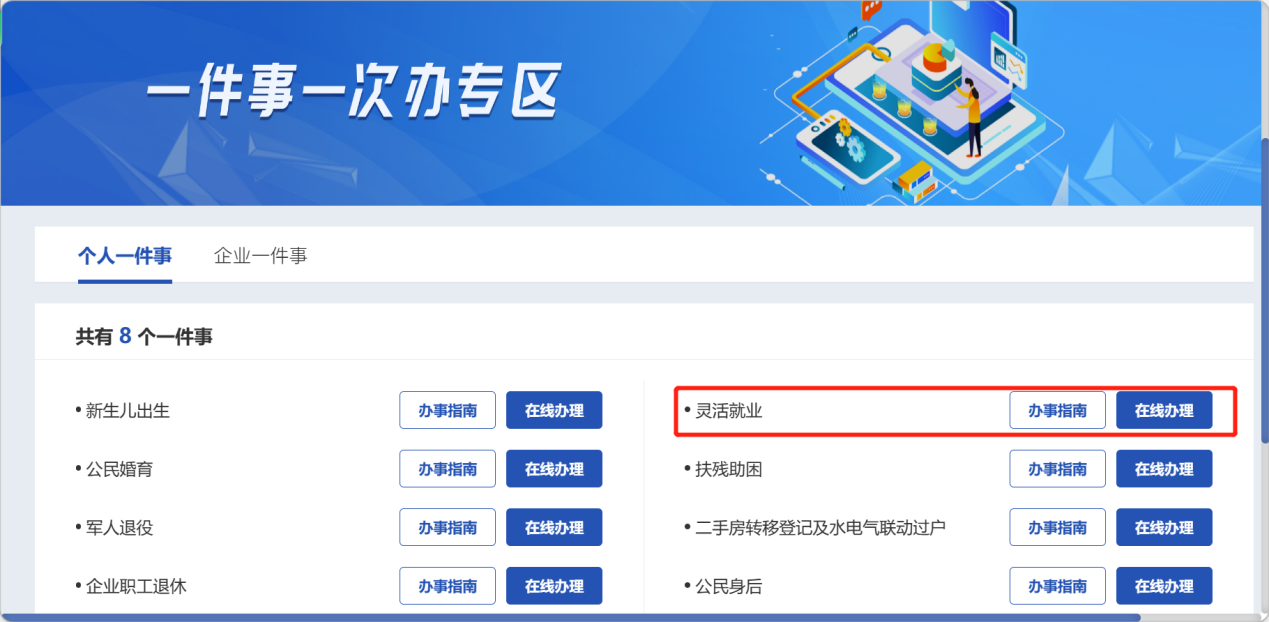 一件事一次办专区
个人一件事 企业一件事
共有 8 个一件事
• 新生儿出生 办事指南 在线办理
• 灵活就业 办事指南 在线办理
• 公民婚育 办事指南 在线办理
• 扶残助困 办事指南 在线办理
• 军人退役 办事指南 在线办理
• 二手房转移登记及水电气联动过户 办事指南 在线办理
• 企业职工退休 办事指南 在线办理
• 公民身后 办事指南 在线办理